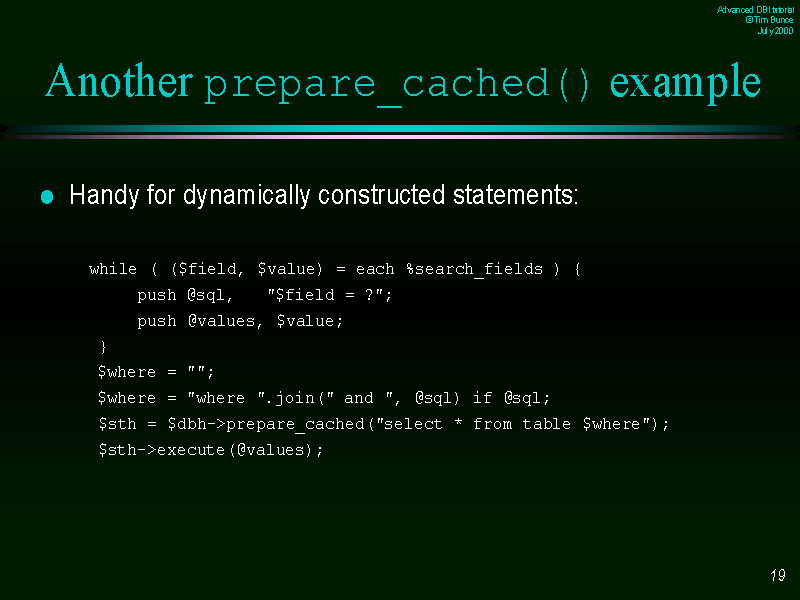 Advanced DBI tutorial
©Tim Bunce
July 2000
Another prepare_cached() example
Handy for dynamically constructed statements:
while ( ($field, $value) = each %search_fields ) {
push @sql, "$field = ?";
push @values, $value;
}
$where = "";
$where = "where ".join(" and ", @sql) if @sql;
$sth = $dbh->prepare_cached("select * from table $where");
$sth->execute(@values);
19